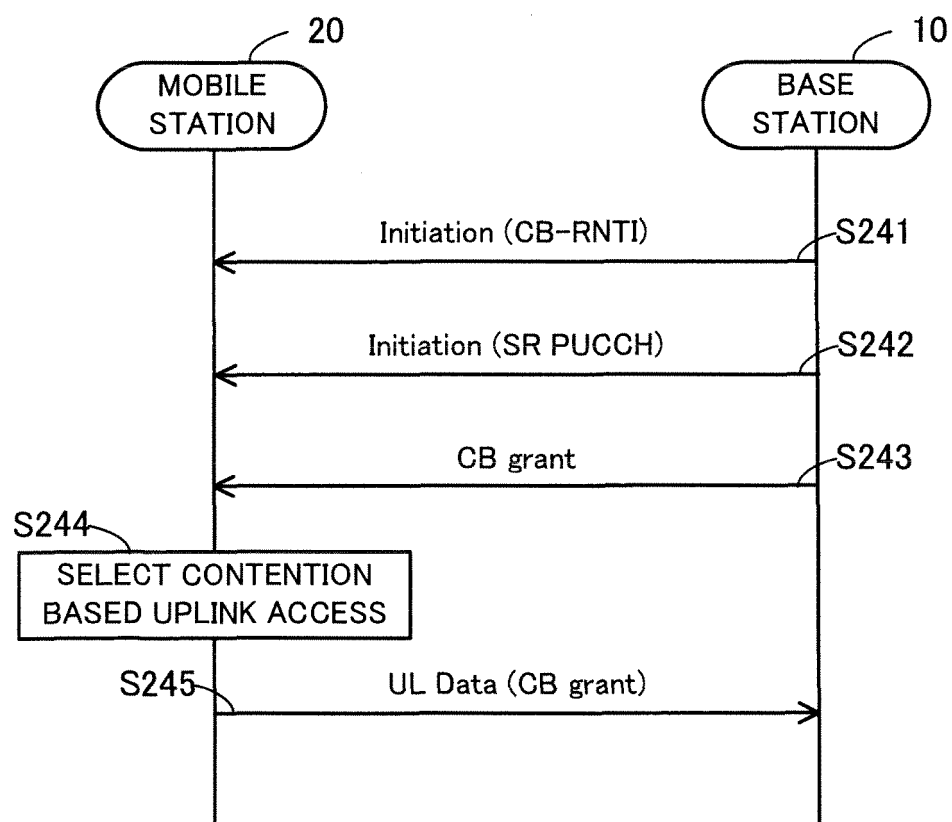 20
10
MOBILE
STATION
BASE
STATION
Initiation (CB-RNTI)
S241
Initiation (SR PUCCH)
S242
CB grant
S243
S244
SELECT CONTENTION
BASED UPLINK ACCESS
S245
UL Data (CB grant)